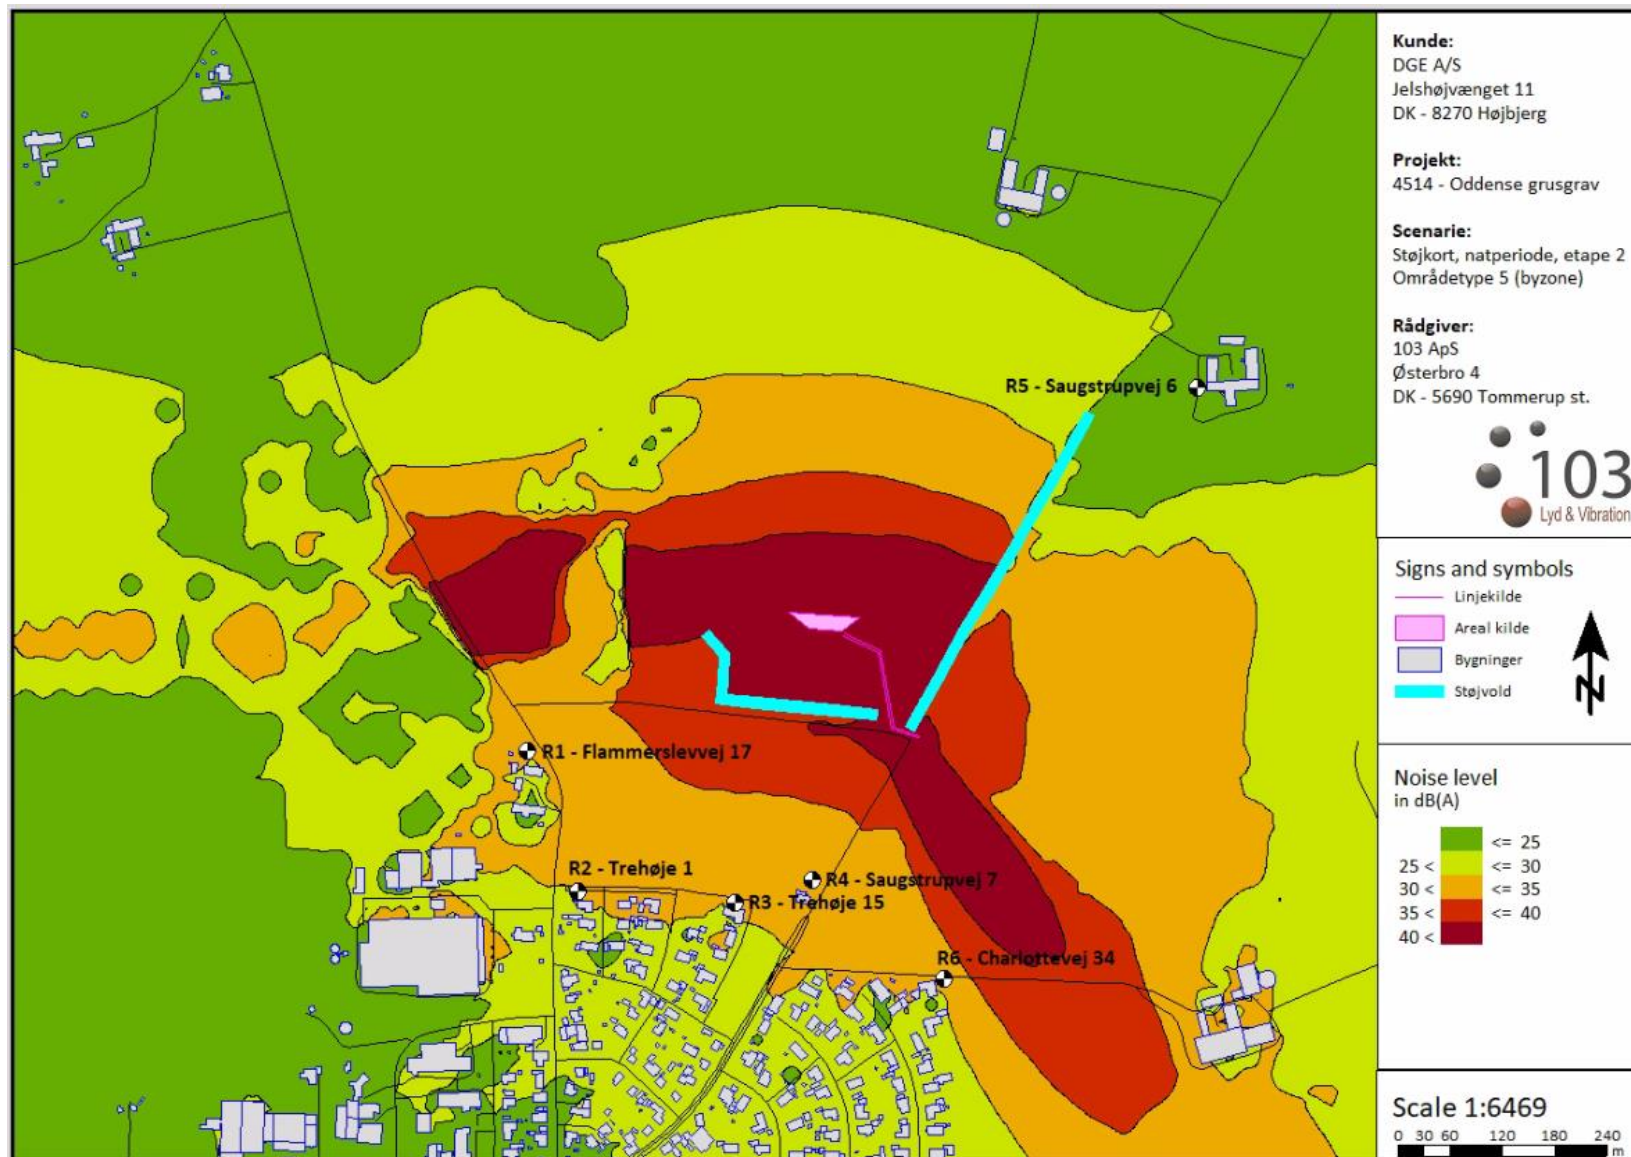 R5 - Saugstrupvej 6
R1 - Flammerslevvej 17
R2 - Trehøje 1
R4 - Saugstrupvej 7
R3 - Trehøje 15
R6 - Charlottevej 34
Kunde:
DGE A/S
Jelshøjvænget 11
DK - 8270 Højbjerg
Projekt:
4514 - Oddense grusgrav
Scenarie:
Støjkort, natperiode, etape 2
Områdetype 5 (byzone)
Rådgiver:
103 ApS
Østerbro 4
DK - 5690 Tommerup st.
103
Lyd & Vibration
Signs and symbols
Linjekilde
Areal kilde
Bygninger
Støjvold
N
Noise level
in dB(A)
<= 25
25 < <= 30
30 < <= 35
35 < <= 40
40 <
Scale 1:6469
0 30 60 120 180 240
m